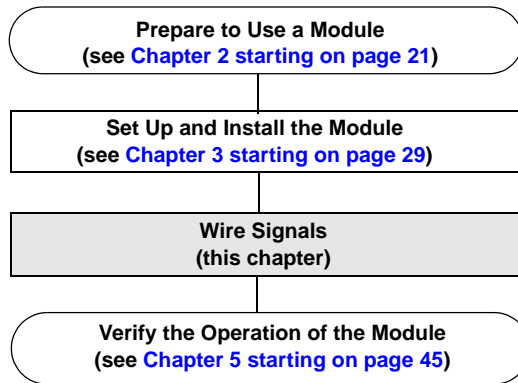 Prepare to Use a Module
(see Chapter 2 starting on page 21)
Set Up and Install the Module
(see Chapter 3 starting on page 29)
Wire Signals
(this chapter)
Verify the Operation of the Module
(see Chapter 5 starting on page 45)